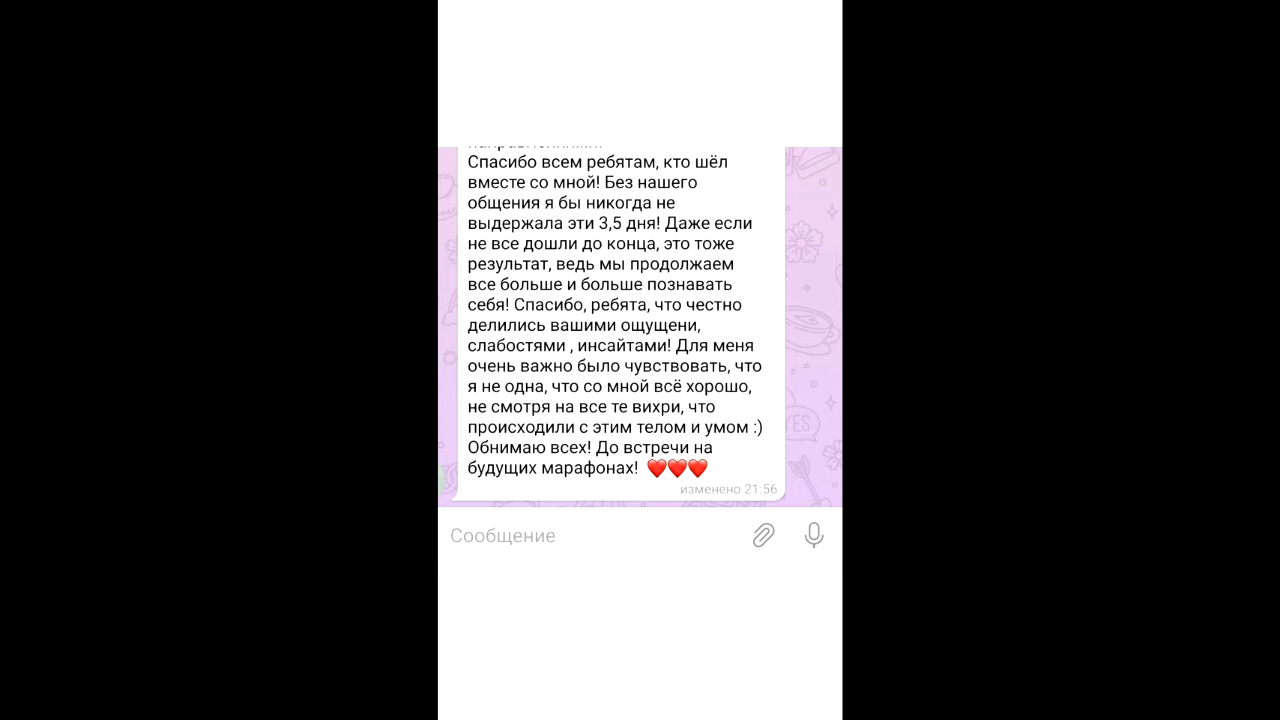 Спасибо всем ребятам, кто шёл
вместе со мной! Без нашего
общения я бы никогда не
выдержала эти 3,5 дня! Даже если
не все дошли до конца, это тоже
результат, ведь мы продолжаем
все больше и больше познавать
себя! Спасибо, ребята, что честно
делились вашими ощущени,
слабостями , инсайтами! Для меня
очень важно было чувствовать, что
я не одна, что со мной всё хорошо,
не смотря на все те вихри, что
происходили с этим телом и умом :)
Обнимаю всех! До встречи на
будущих марафонах! ❤️❤️❤️
изменено 21:56
Сообщение